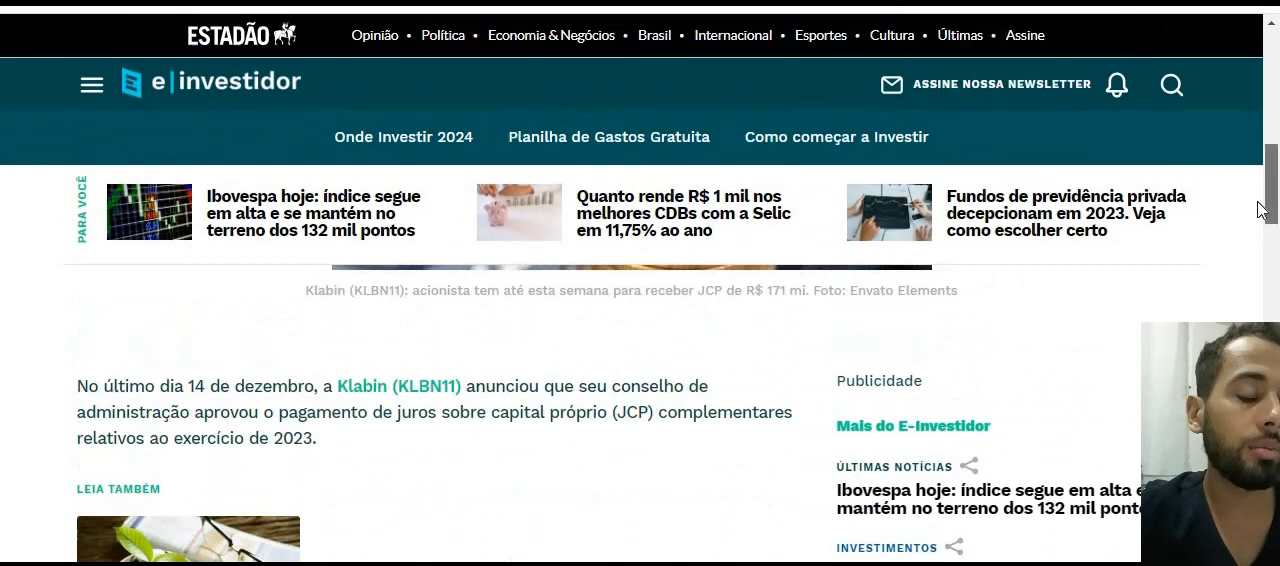 ESTADÃO
Opinião • Política • Economia & Negócios • Brasil • Internacional • Esportes • Cultura • Últimas • Assine
e|investidor
ASSINE NOSSA NEWSLETTER
Onde Investir 2024
Planilha de Gastos Gratuita
Como começar a Investir
PARA VOCÊ
Ibovespa hoje: índice segue
em alta e se mantém no
terreno dos 132 mil pontos
Quanto rende R$ 1 mil nos
melhores CDBs com a Selic
em 11,75% ao ano
Fundos de previdência privada
decepcionam em 2023. Veja
como escolher certo
Klabin (KLBN11): acionista tem até esta semana para receber JCP de R$ 171 mi. Foto: Envato Elements
No último dia 14 de dezembro, a Klabin (KLBN11) anunciou que seu conselho de
administração aprovou o pagamento de juros sobre capital próprio (JCP) complementares
relativos ao exercício de 2023.
LEIA TAMBÉM
Publicidade
Mais do E-Investidor
ÚLTIMAS NOTÍCIAS
Ibovespa hoje: índice segue em alta e
mantém no terreno dos 132 mil ponto
INVESTIMENTOS